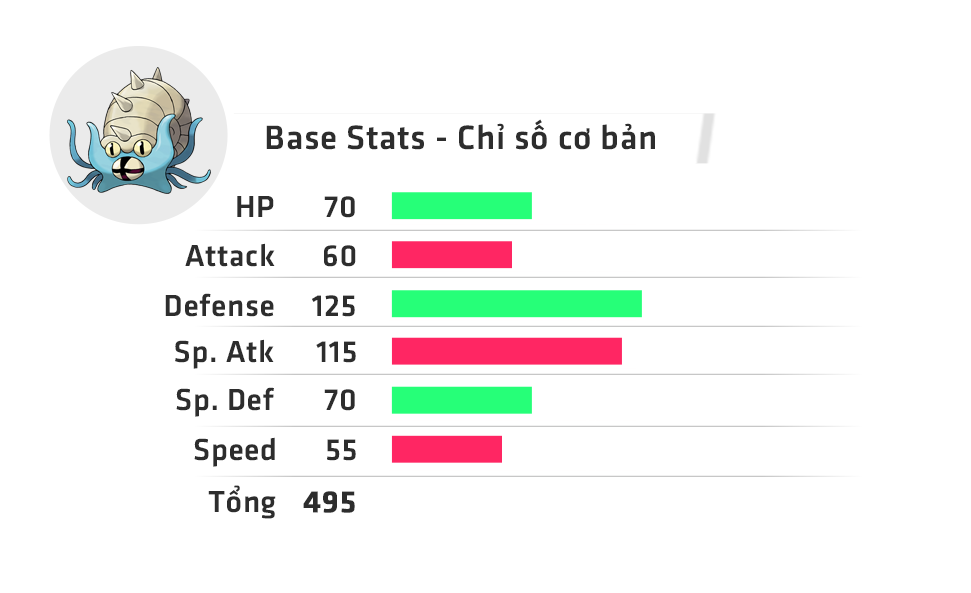 Base Stats - Chỉ số cơ bản
HP 70
Attack 60
Defense 125
Sp. Atk 115
Sp. Def 70
Speed 55
Tổng 495